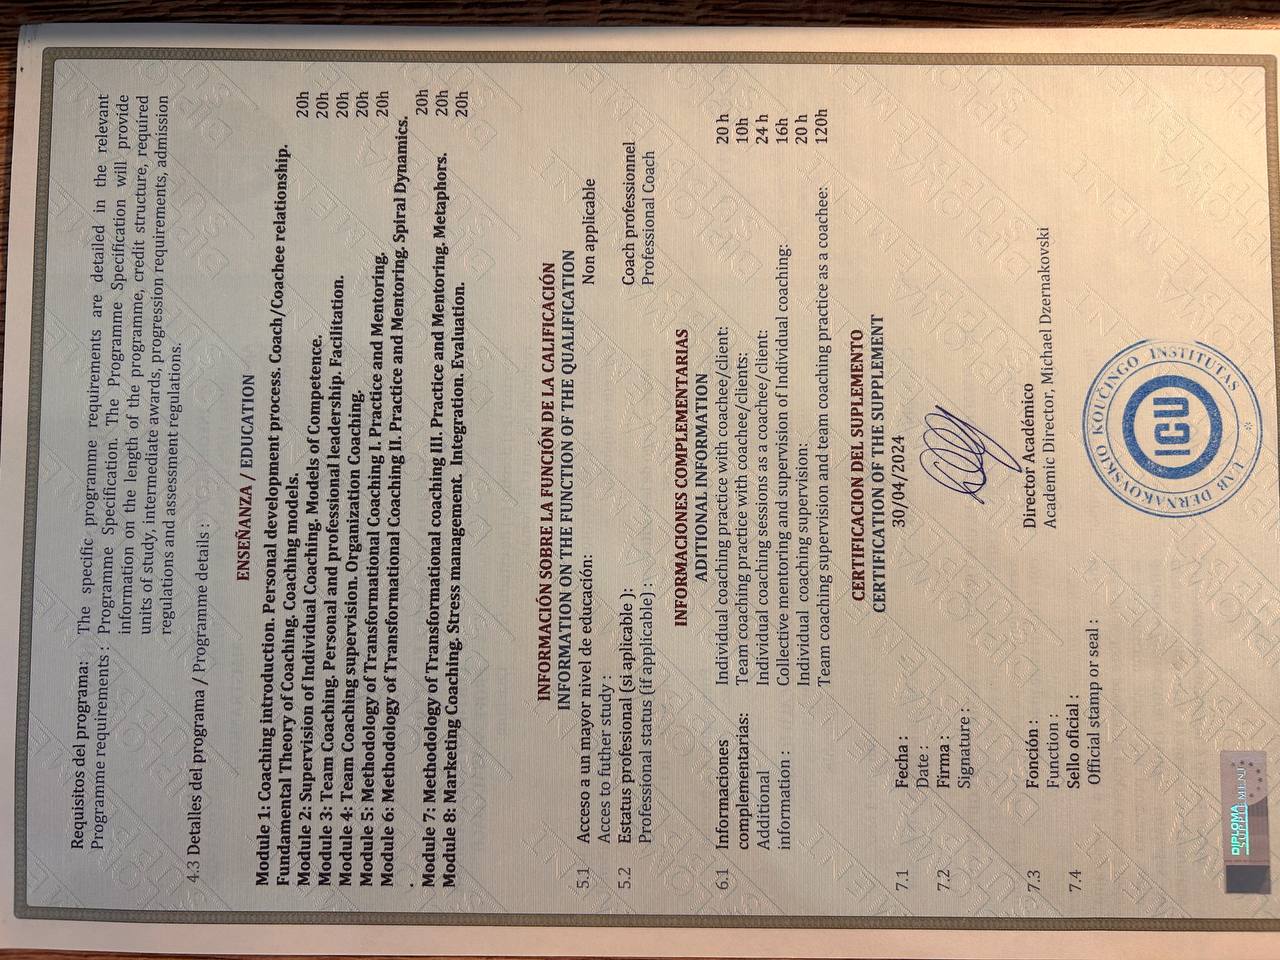 Requisitos del programa:
Programme requirements :
The specific programme requirements are detailed in the relevant
Programme Specification. The Programme Specification will provide
information on the length of the programme, credit structure, required
units of study, intermediate awards, progression requirements, admission
regulations and assessment regulations.
4.3 Detalles del programa / Programme details :
ENSEÑANZA / EDUCATION
Module 1: Coaching introduction. Personal development process. Coach/Coachee relationship.
Fundamental Theory of Coaching. Coaching models. 20h
Module 2: Supervision of Individual Coaching. Models of Competence. 20h
Module 3: Team Coaching. Personal and professional leadership. Facilitation. 20h
Module 4: Team Coaching supervision. Organization Coaching. 20h
Module 5: Methodology of Transformational Coaching I. Practice and Mentoring. 20h
Module 6: Methodology of Transformational Coaching II. Practice and Mentoring. Spiral Dynamics.
. 20h
Module 7: Methodology of Transformational coaching III. Practice and Mentoring. Metaphors. 20h
Module 8: Marketing Coaching. Stress management. Integration. Evaluation. 20h
INFORMACIÓN SOBRE LA FUNCIÓN DE LA CALIFICACIÓN
INFORMATION ON THE FUNCTION OF THE QUALIFICATION
5.1 Acceso a un mayor nivel de educación: Non applicable
Acces to futher study :
5.2 Estatus profesional (si aplicable ): Coach professionnel
Professional status (if applicable) : Professional Coach
INFORMACIONES COMPLEMENTARIAS
ADITIONAL INFORMATION
6.1 Informaciones
complementarias:
Additional
information :
Individual coaching practice with coachee/client: 20 h
Team coaching practice with coachee/clients: 10h
Individual coaching sessions as a coachee/client: 24 h
Collective mentoring and supervision of Individual coaching: 16h
Individual coaching supervision: 20 h
Team coaching supervision and team coaching practice as a coachee: 120h
CERTIFICACION DEL SUPLEMENTO
CERTIFICATION OF THE SUPPLEMENT
7.1 Fecha : 30/04/2024
Date :
7.2 Firma :
Signature :
7.3 Fonción : Director Académico
Function : Academic Director, Michael Dzernakovski
7.4 Sello oficial :
Official stamp or seal :
UAB DERNAKOVSKIO KOUČINGO INSTITUTAS
ICU
DIPLOMA
SUPPLEMENT